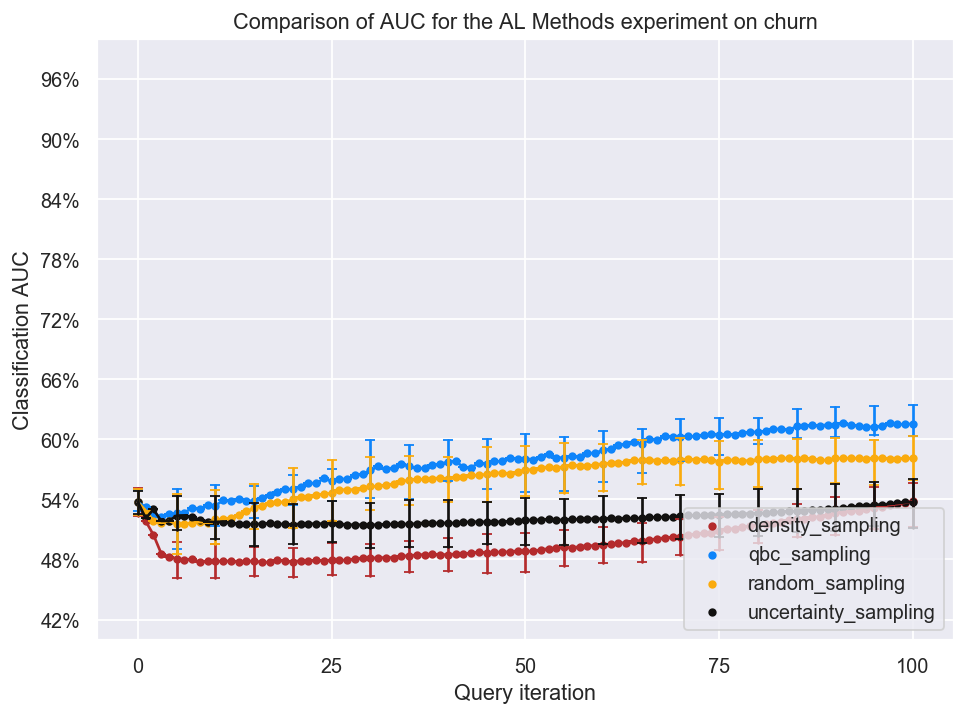 Comparison of AUC for the AL Methods experiment on churn
Classification AUC
96%
90%
84%
78%
72%
66%
60%
54%
48%
42%
density_sampling
qbc_sampling
random_sampling
uncertainty_sampling
0 25 50 75 100
Query iteration